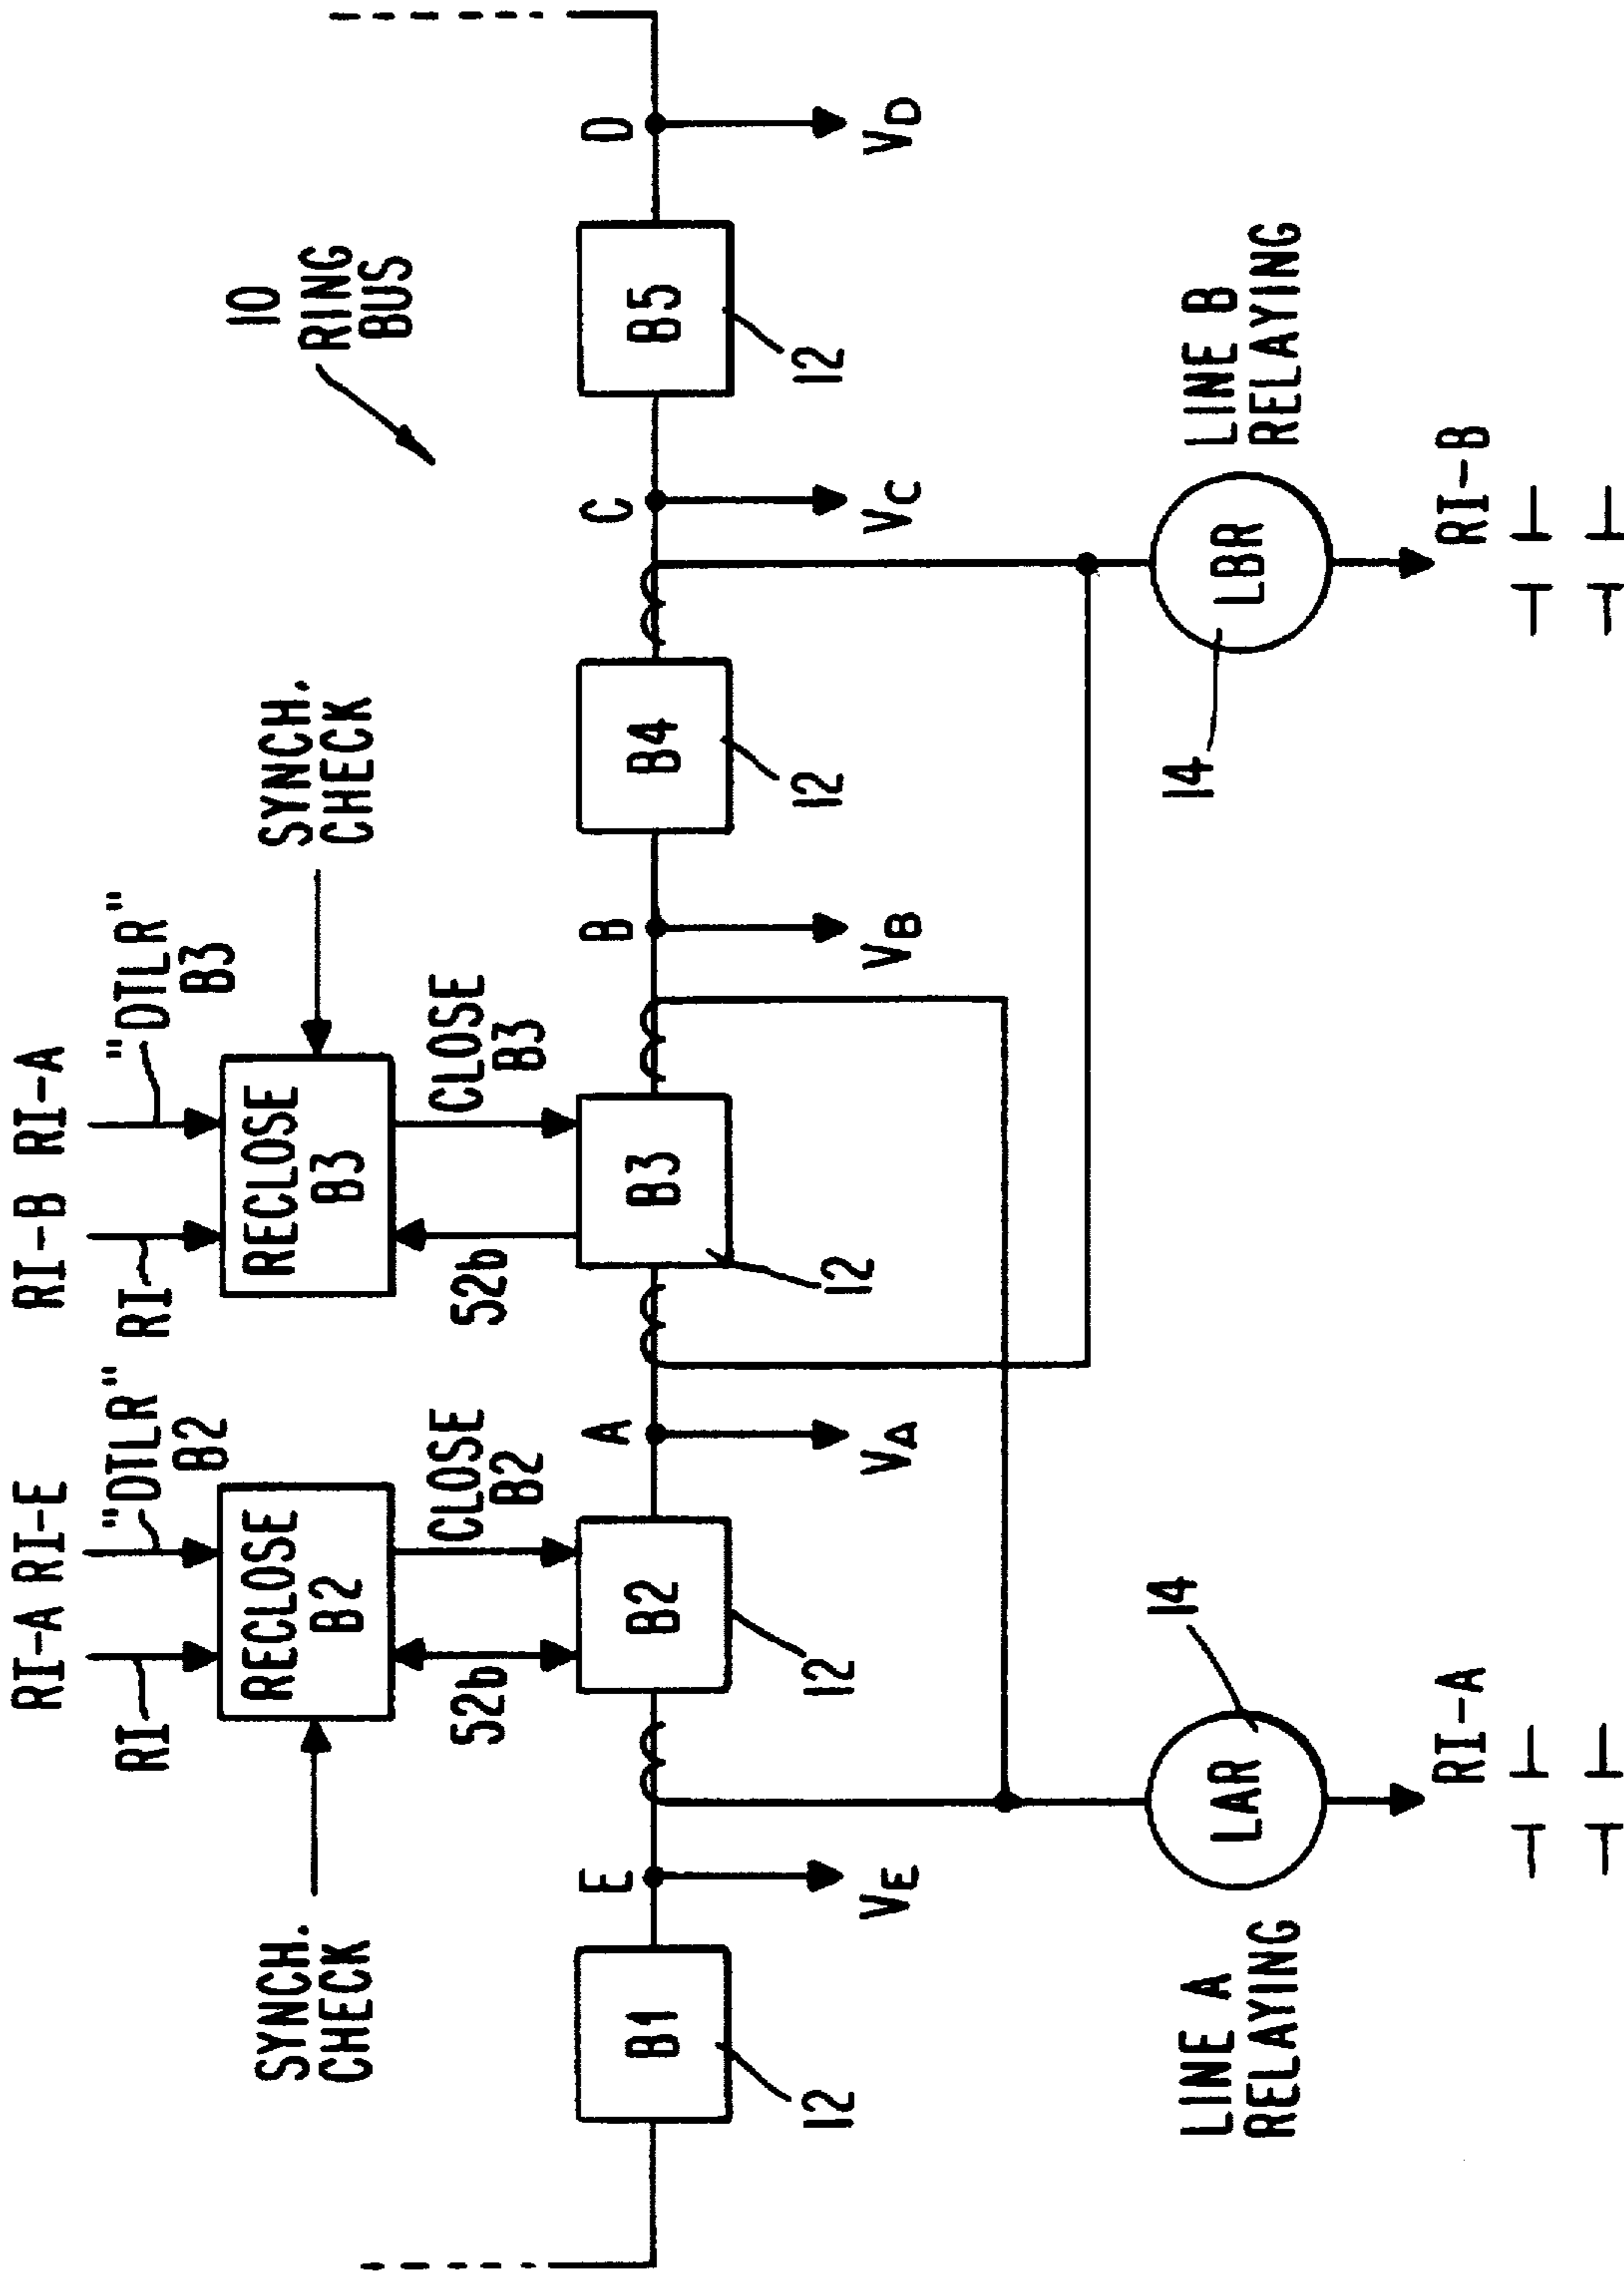 RI-A RI-E
RI-B RI-A
RI
"DTLR"
B2
RI
"DTLR"
B3
SYNCH.
CHECK
RECLOSE
B2
RECLOSE
B3
SYNCH.
CHECK
10
RING
BUS
52b
CLOSE
B2
52b
CLOSE
B3
E
A
B
C
D
B1
B2
B3
B4
B5
12
12
12
12
12
VE
VA
VB
VC
VD
LINE A
RELAYING
LAR
14
14
LBR
LINE B
RELAYING
RI-A
RI-B